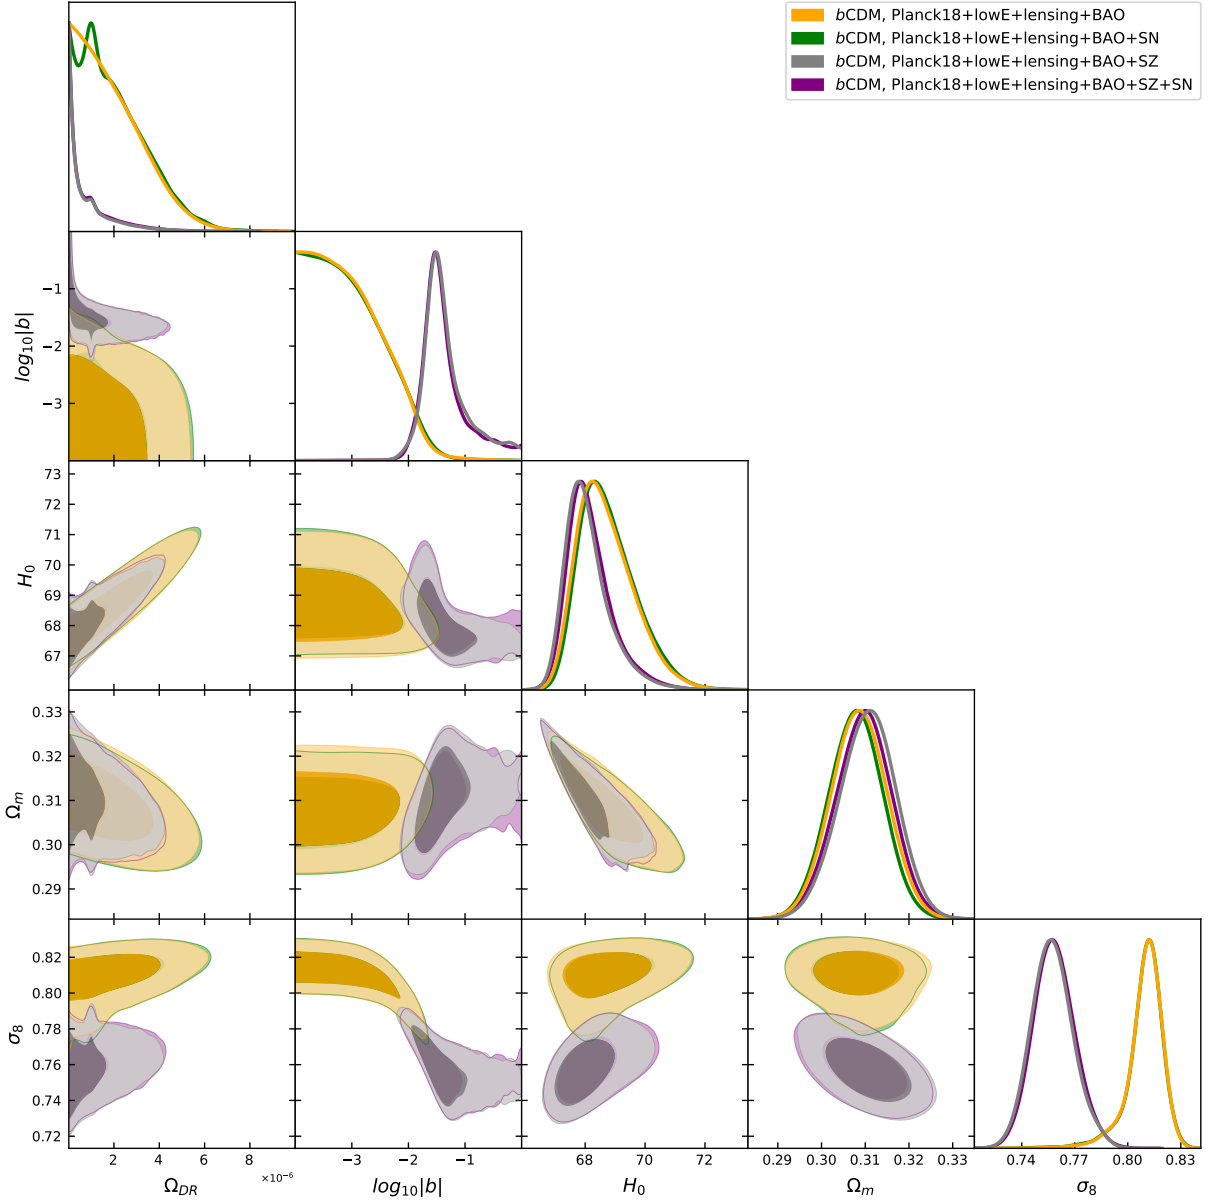 bCDM, Planck18+lowE+lensing+BAO
bCDM, Planck18+lowE+lensing+BAO+SN
bCDM, Planck18+lowE+lensing+BAO+SZ
bCDM, Planck18+lowE+lensing+BAO+SZ+SN
−1
−2
−3
log₁₀|b|
73
72
71
70
69
68
67
H₀
0.33
0.32
0.31
0.30
0.29
Ωₘ
0.82
0.80
0.78
0.76
0.74
0.72
σ₈
2 4 6 8 ×10⁻⁶
−3 −2 −1
68 70 72
0.29 0.30 0.31 0.32 0.33
0.74 0.77 0.80 0.83
Ω_DR log₁₀|b| H₀ Ωₘ σ₈